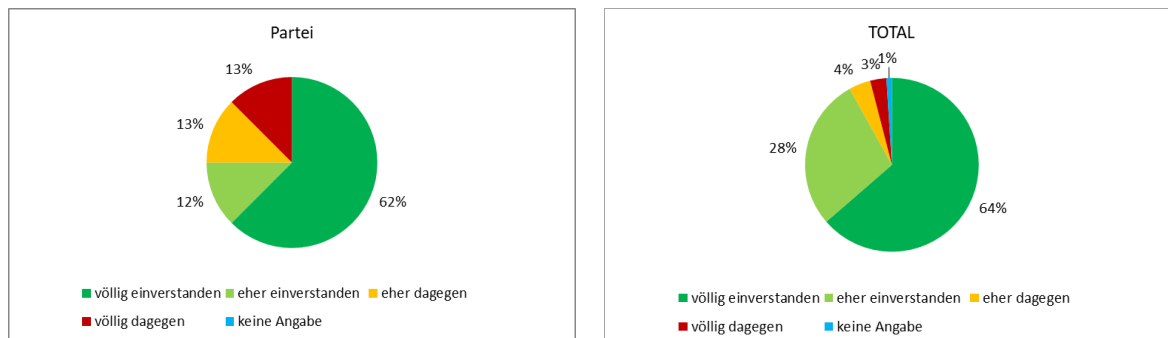 Partei
13%
13%
12%
62%
völlig einverstanden eher einverstanden eher dagegen
völlig dagegen keine Angabe
TOTAL
1%
3%
4%
28%
64%
völlig einverstanden eher einverstanden eher dagegen
völlig dagegen keine Angabe